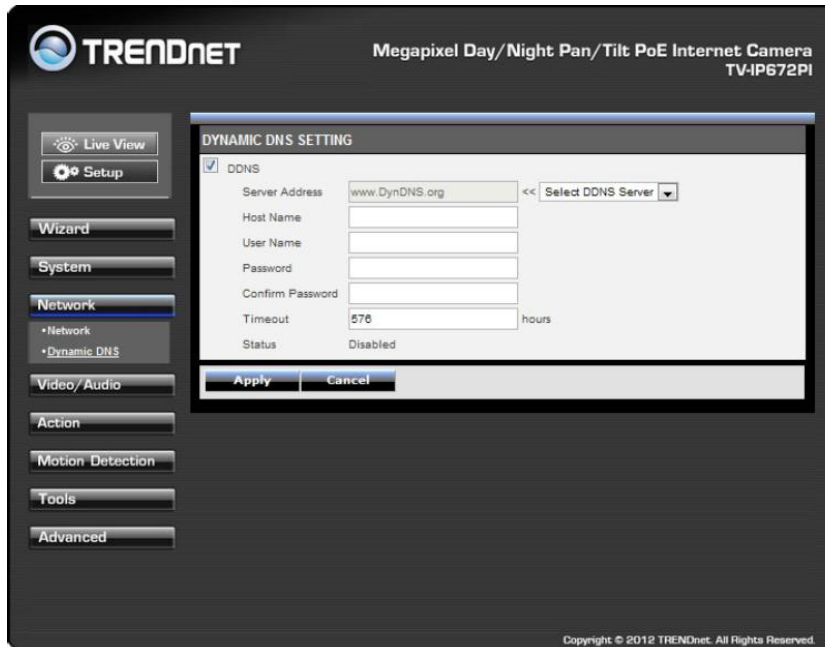 TRENDNET
Megapixel Day/Night Pan/Tilt PoE Internet Camera
TV-IP672PI
Live View
Setup
Wizard
System
Network
•Network
•Dynamic DNS
Video/Audio
Action
Motion Detection
Tools
Advanced
DYNAMIC DNS SETTING
DDNS
Server Address www.DynDNS.org << Select DDNS Server
Host Name
User Name
Password
Confirm Password
Timeout 576 hours
Status Disabled
Apply Cancel
Copyright © 2012 TRENDnet. All Rights Reserved.